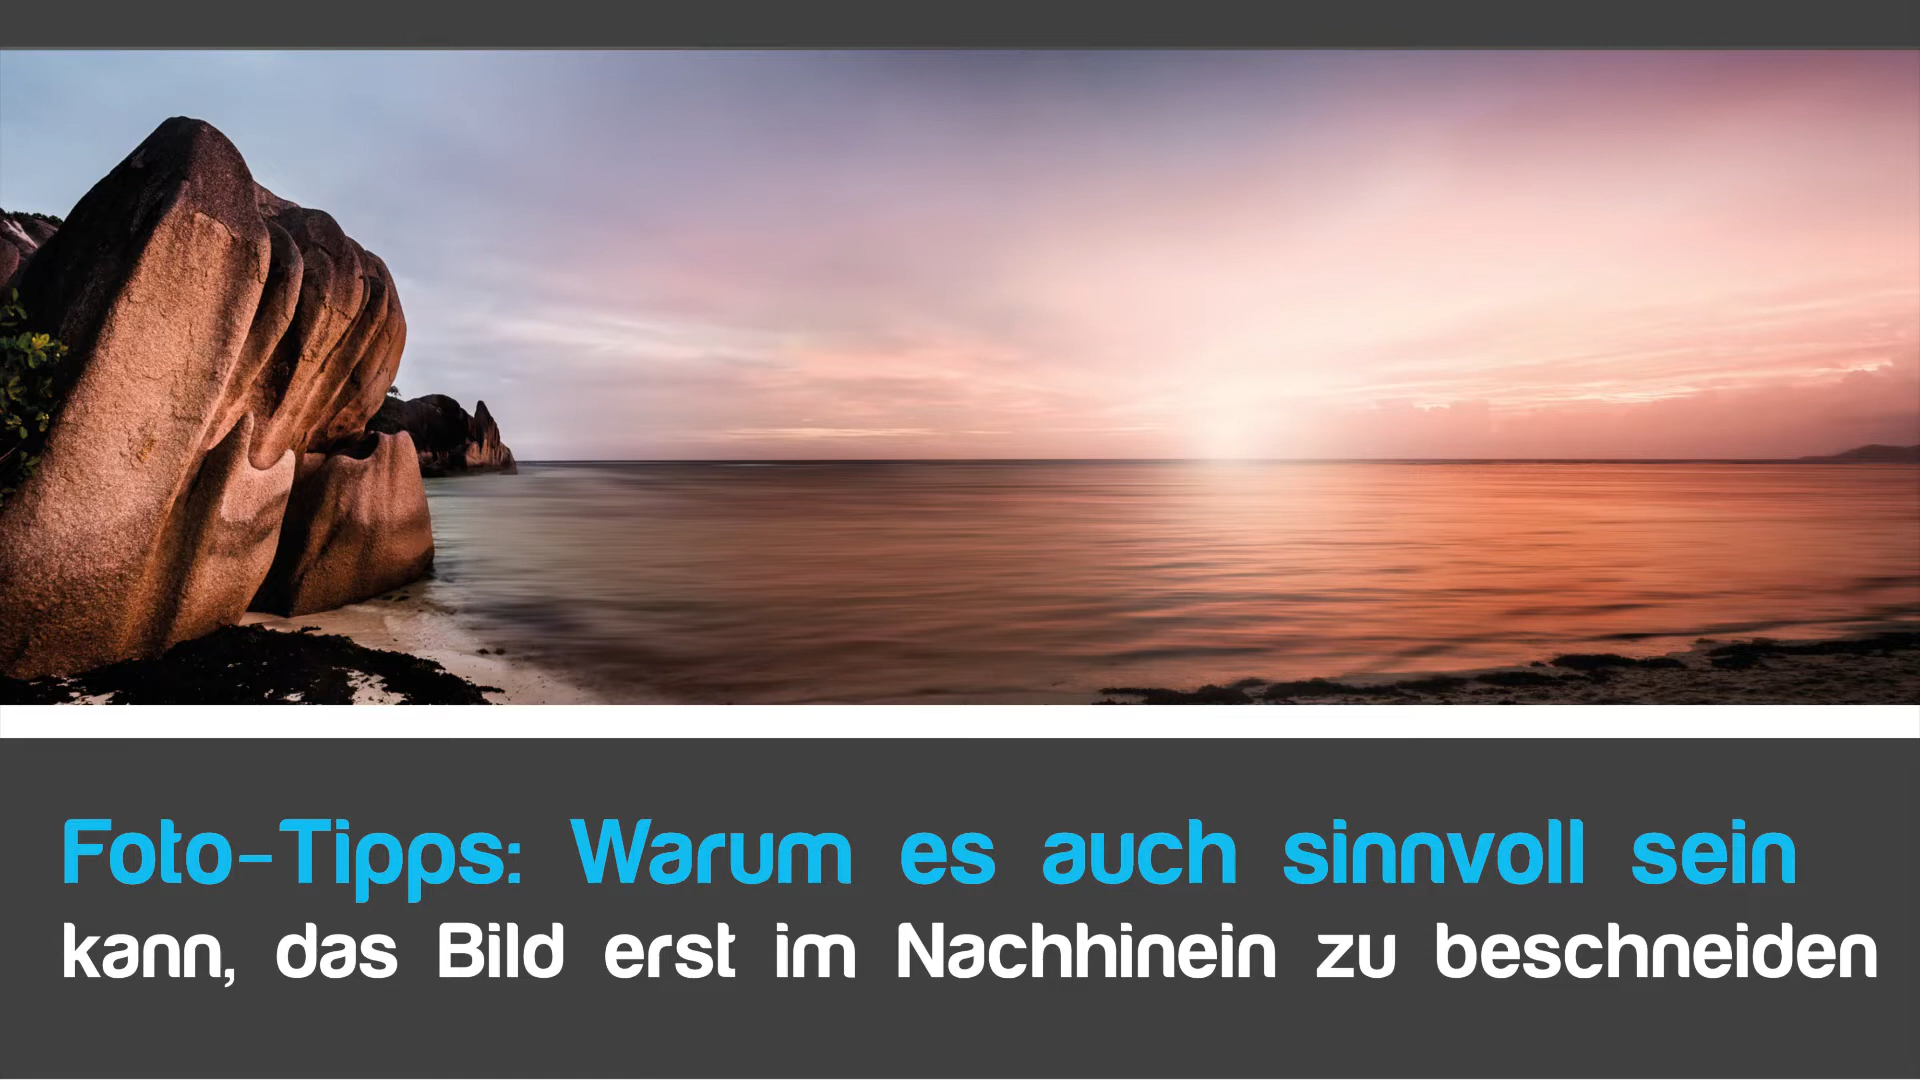 Foto-Tipps: Warum es auch sinnvoll sein
kann, das Bild erst im Nachhinein zu beschneiden